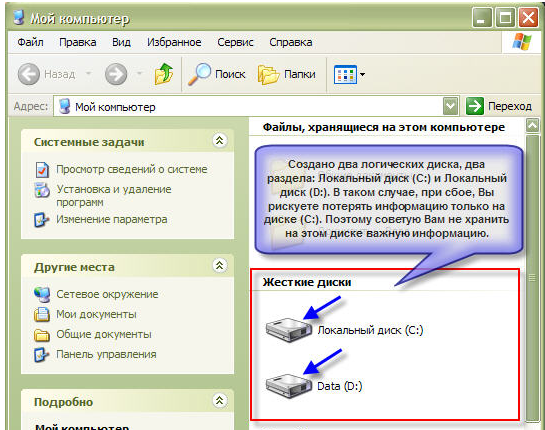 Мой компьютер
Файл Правка Вид Избранное Сервис Справка
Назад Поиск Папки
Адрес: Мой компьютер Переход
Системные задачи
Просмотр сведений о системе
Установка и удаление
программ
Изменение параметра
Другие места
Сетевое окружение
Мои документы
Общие документы
Панель управления
Подробно
Мой компьютер
Файлы, хранящиеся на этом компьютере
Создано два логических диска, два
раздела: Локальный диск (C:) и Локальный
диск (D:). В таком случае, при сбое, Вы
рискуете потерять информацию только на
диске (C:). Поэтому советую Вам не хранить
на этом диске важную информацию.
Жесткие диски
Локальный диск (C:)
Data (D:)